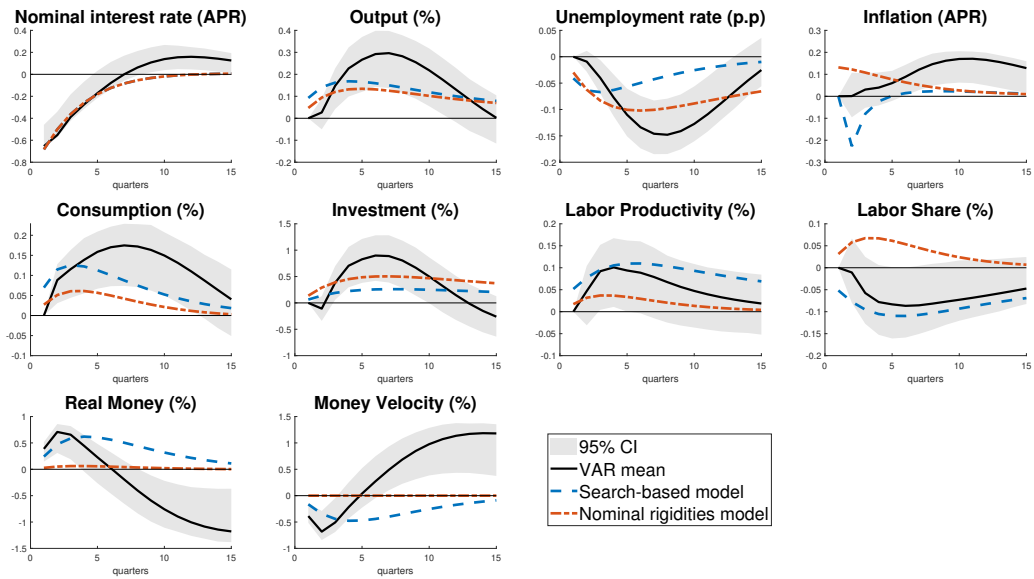 Nominal interest rate (APR)
0.4
0.2
0
-0.2
-0.4
-0.6
-0.8
0 5 10 15
quarters
Output (%)
0.4
0.3
0.2
0.1
0
0.1
0.2
0 5 10 15
quarters
Unemployment rate (p.p)
0.05
0
-0.05
-0.1
-0.15
-0.2
0 5 10 15
quarters
Inflation (APR)
0.3
0.2
0.1
0
-0.1
-0.2
-0.3
0 5 10 15
quarters
Consumption (%)
0.2
0.15
0.1
0.05
0
-0.05
-0.1
0 5 10 15
quarters
Investment (%)
1.5
1
0.5
0
-0.5
-1
0 5 10 15
quarters
Labor Productivity (%)
0.2
0.15
0.1
0.05
0
-0.05
-0.1
0 5 10 15
quarters
Labor Share (%)
0.1
0.05
0
-0.05
-0.1
-0.15
-0.2
0 5 10 15
quarters
Real Money (%)
1
0.5
0
-0.5
-1
-1.5
0 5 10 15
quarters
Money Velocity (%)
1.5
1
0.5
0
-0.5
-1
0 5 10 15
quarters
95% CI
VAR mean
Search-based model
Nominal rigidities model